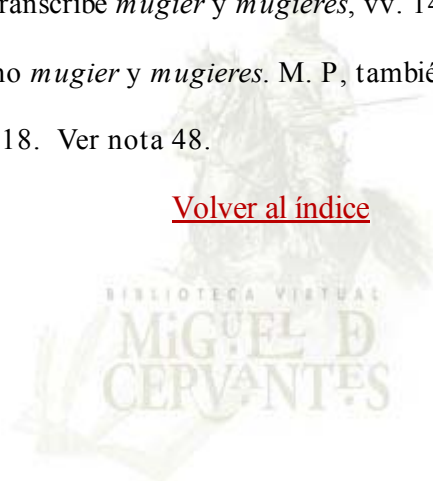 ranscribe mugier y mugieres, vv. 14
no mugier y mugieres. M. P, tambié
18. Ver nota 48.
Volver al índice
BIBLIOTECA VIRTUAL
MiGUEL D
CERVANTES